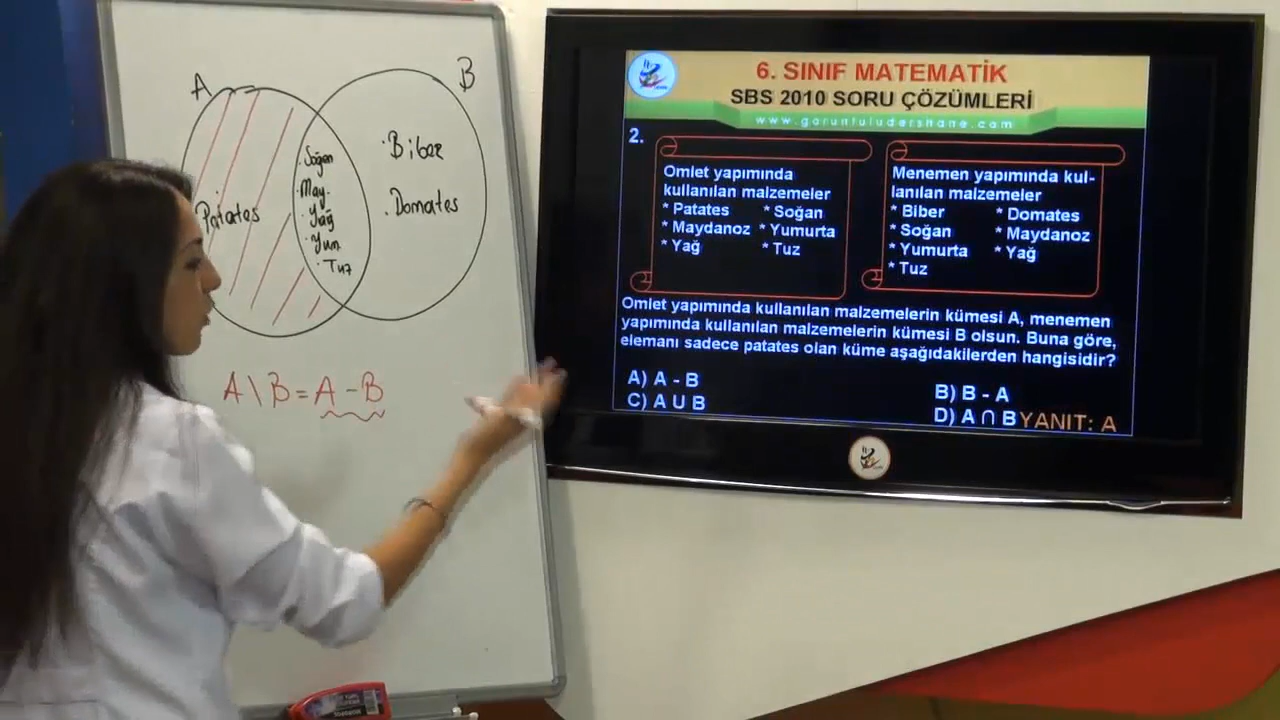 A
B
Patates
. Soğan
. May.
. Yağ
. Yum
. Tuz
. Biber
. Domates
A \ B = A - B
6. SINIF MATEMATİK
SBS 2010 SORU ÇÖZÜMLERİ
www.goruntuludershane.com
2.
Omlet yapımında
kullanılan malzemeler
* Patates * Soğan
* Maydanoz * Yumurta
* Yağ * Tuz
Menemen yapımında kul-
lanılan malzemeler
* Biber * Domates
* Soğan * Maydanoz
* Yumurta * Yağ
* Tuz
Omlet yapımında kullanılan malzemelerin kümesi A, menemen
yapımında kullanılan malzemelerin kümesi B olsun. Buna göre,
elemanı sadece patates olan küme aşağıdakilerden hangisidir?
A) A - B B) B - A
C) A U B D) A ∩ B YANIT: A